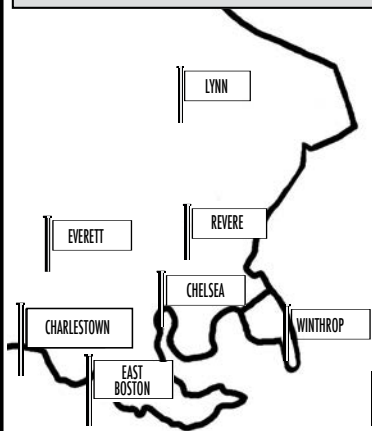 LYNN
REVERE
EVERETT
CHELSEA
CHARLESTOWN
WINTHROP
EAST
BOSTON